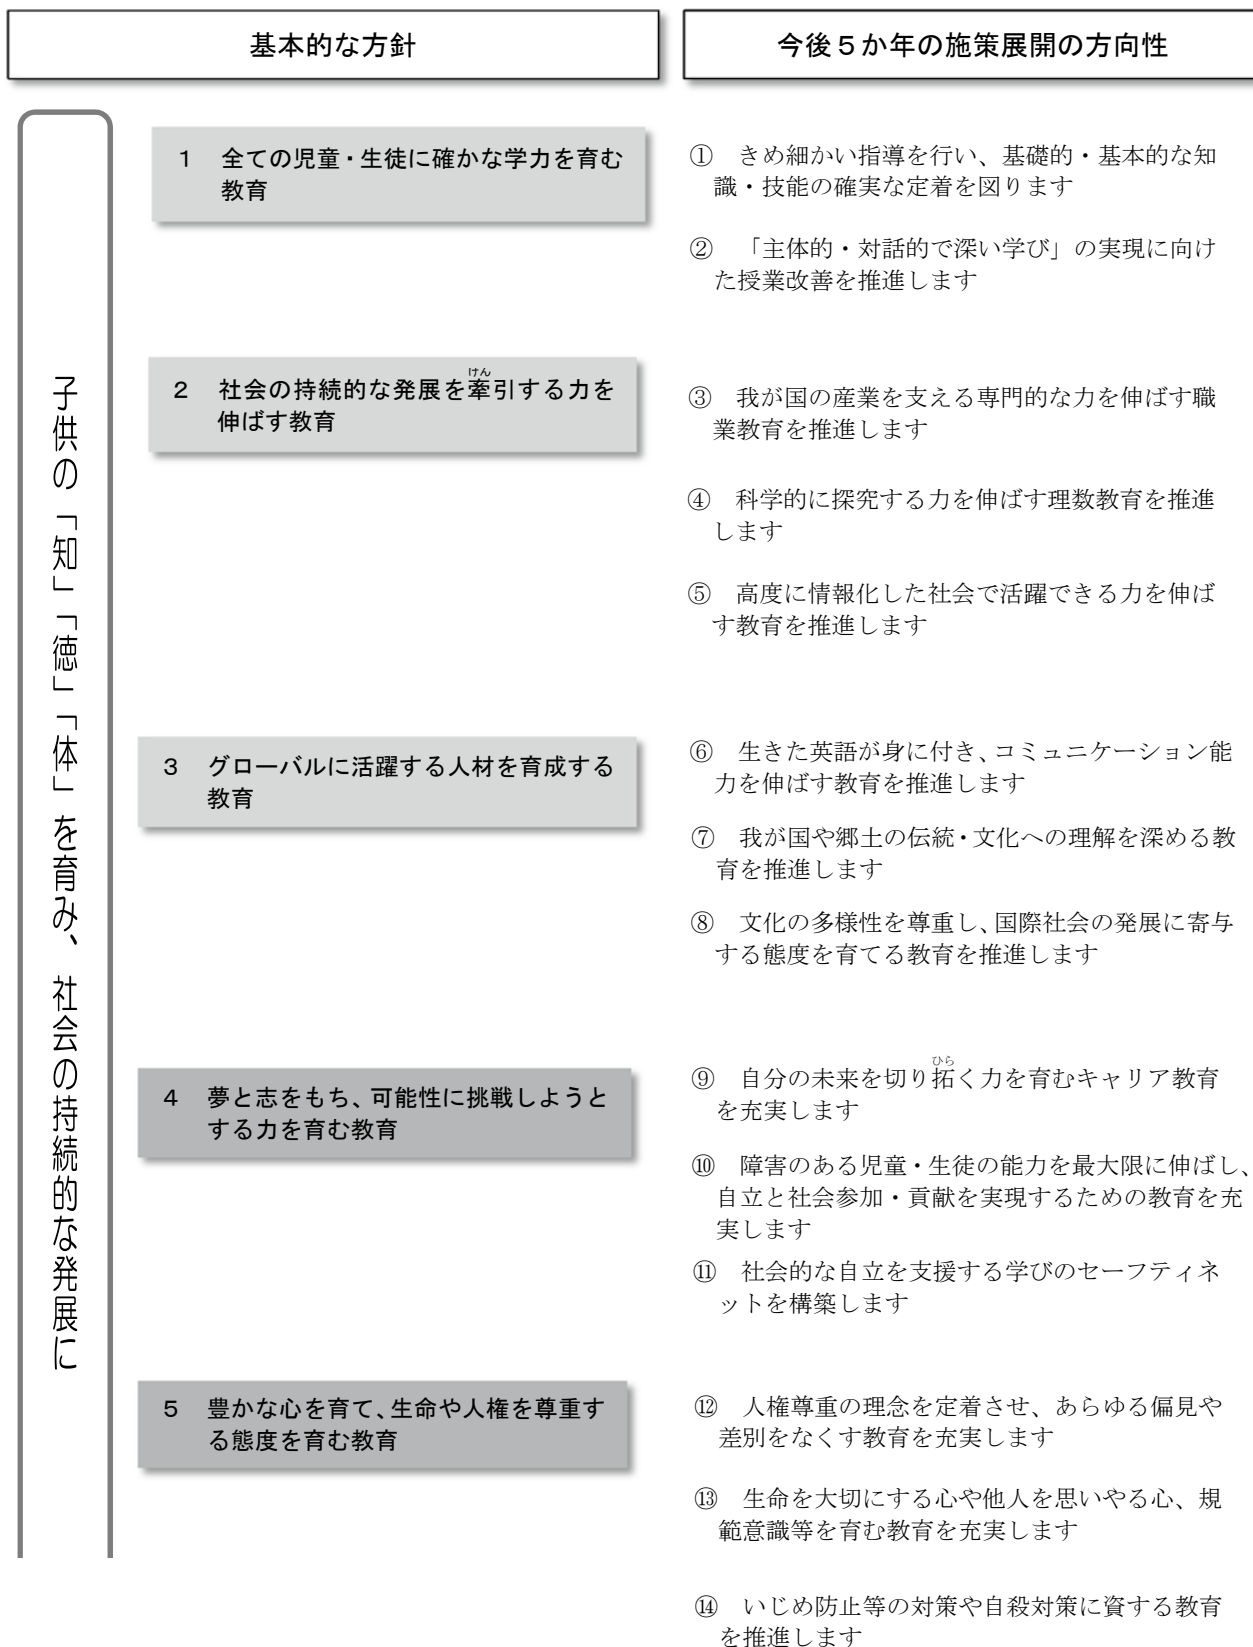 基本的な方針
今後５か年の施策展開の方向性
子供の「知」「徳」「体」を育み、社会の持続的な発展に
１　全ての児童・生徒に確かな学力を育む
教育
①　きめ細かい指導を行い、基礎的・基本的な知
識・技能の確実な定着を図ります
②　「主体的・対話的で深い学び」の実現に向け
た授業改善を推進します
けん
２　社会の持続的な発展を牽引する力を
伸ばす教育
③　我が国の産業を支える専門的な力を伸ばす職
業教育を推進します
④　科学的に探究する力を伸ばす理数教育を推進
します
⑤　高度に情報化した社会で活躍できる力を伸ば
す教育を推進します
３　グローバルに活躍する人材を育成する
教育
⑥　生きた英語が身に付き、コミュニケーション能
力を伸ばす教育を推進します
⑦　我が国や郷土の伝統・文化への理解を深める教
育を推進します
⑧　文化の多様性を尊重し、国際社会の発展に寄与
する態度を育てる教育を推進します
４　夢と志をもち、可能性に挑戦しようと
する力を育む教育
ひら
⑨　自分の未来を切り拓く力を育むキャリア教育
を充実します
⑩　障害のある児童・生徒の能力を最大限に伸ばし、
自立と社会参加・貢献を実現するための教育を充
実します
⑪　社会的な自立を支援する学びのセーフティネ
ットを構築します
５　豊かな心を育て、生命や人権を尊重す
る態度を育む教育
⑫　人権尊重の理念を定着させ、あらゆる偏見や
差別をなくす教育を充実します
⑬　生命を大切にする心や他人を思いやる心、規
範意識等を育む教育を充実します
⑭　いじめ防止等の対策や自殺対策に資する教育
を推進します